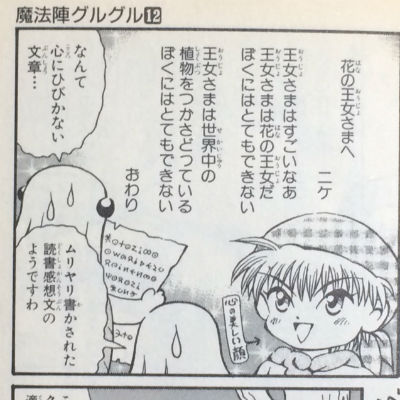 魔法陣グルグル12
花の王女さまへ
ニケ
王女さまはすごいなあ
王女さまは花の王女だ
ぼくにはとてもできない
王女さまは世界中の
植物をつかさどっている
ぼくにはとてもできない
おわり
なんて
心にひびかない
文章…
心の美しい顔
ムリヤリ書かされた
読書感想文の
ようですわ